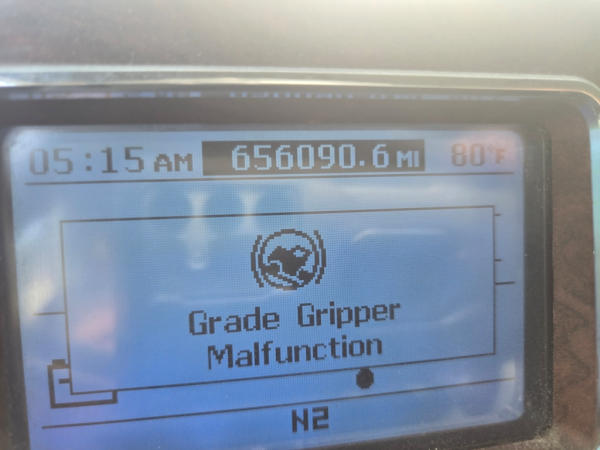 05:15 AM 656090.6 MI 80°F
Grade Gripper
Malfunction
N2